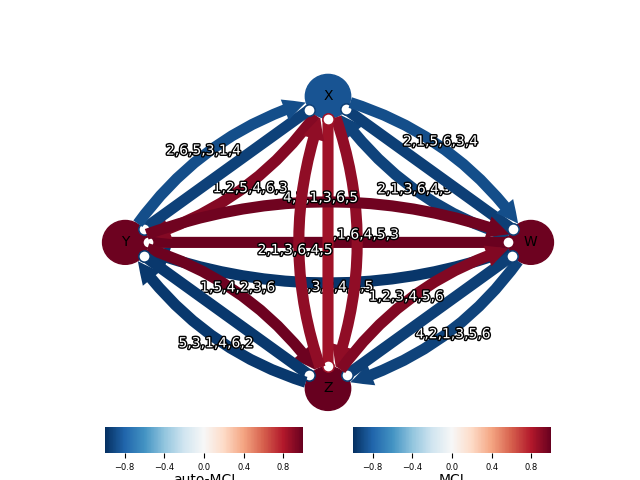 X
2,6,5,3,1,4
2,1,5,6,3,4
1,2,5,4,6,3
2,1,3,6,4,5
1,3,6,5
,1,6,4,5,3
Y
W
2,1,3,6,4,5
1,5,4,2,3,6
1,2,3,4,5,6
5,3,1,4,6,2
4,2,1,3,5,6
Z
−0.8 −0.4 0.0 0.4 0.8
−0.8 −0.4 0.0 0.4 0.8
auto-MCI
MCI